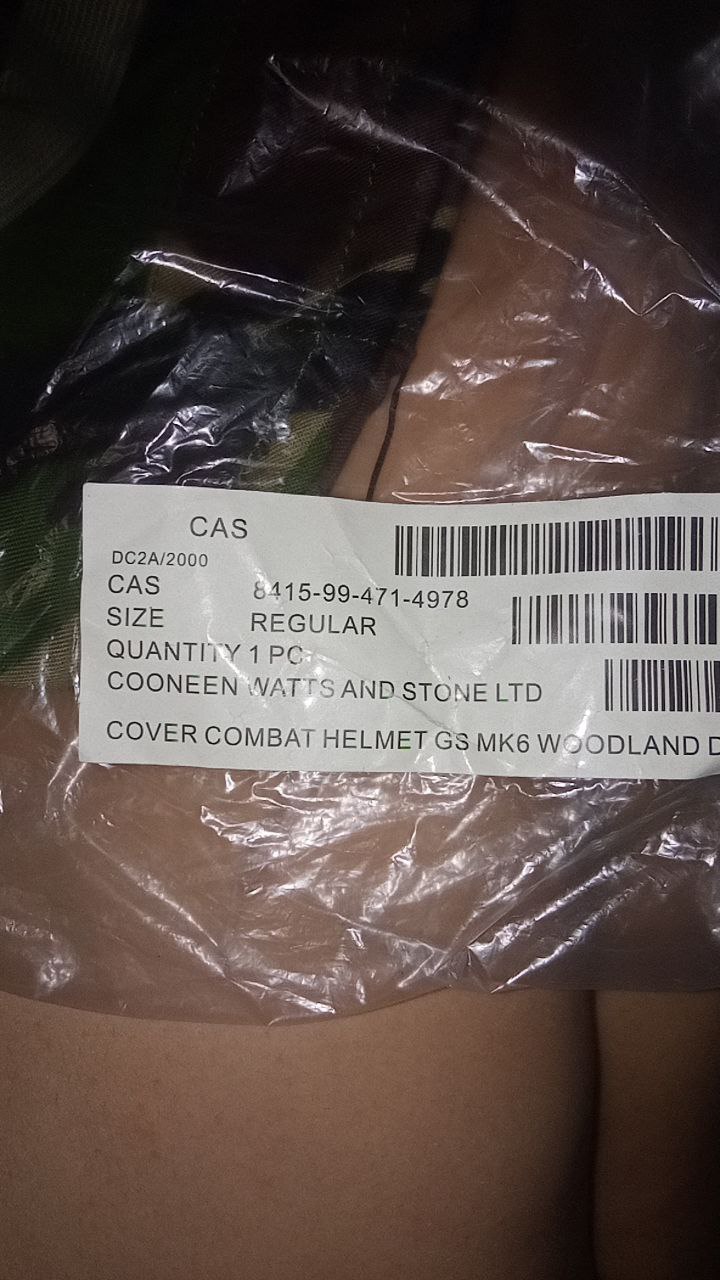 CAS
DC2A/2000
CAS 8415-99-471-4978
SIZE REGULAR
QUANTITY 1 PC
COONEEN WATTS AND STONE LTD
COVER COMBAT HELMET GS MK6 WOODLAND D